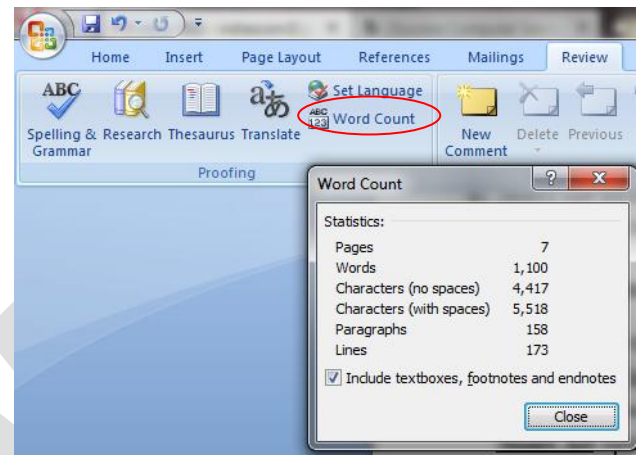 Home Insert Page Layout References Mailings Review
ABC Set Language
ABC 123 Word Count
Spelling & Grammar Research Thesaurus Translate New Comment Delete Previous
Proofing
Word Count
Statistics:
Pages 7
Words 1,100
Characters (no spaces) 4,417
Characters (with spaces) 5,518
Paragraphs 158
Lines 173
Include textboxes, footnotes and endnotes
Close